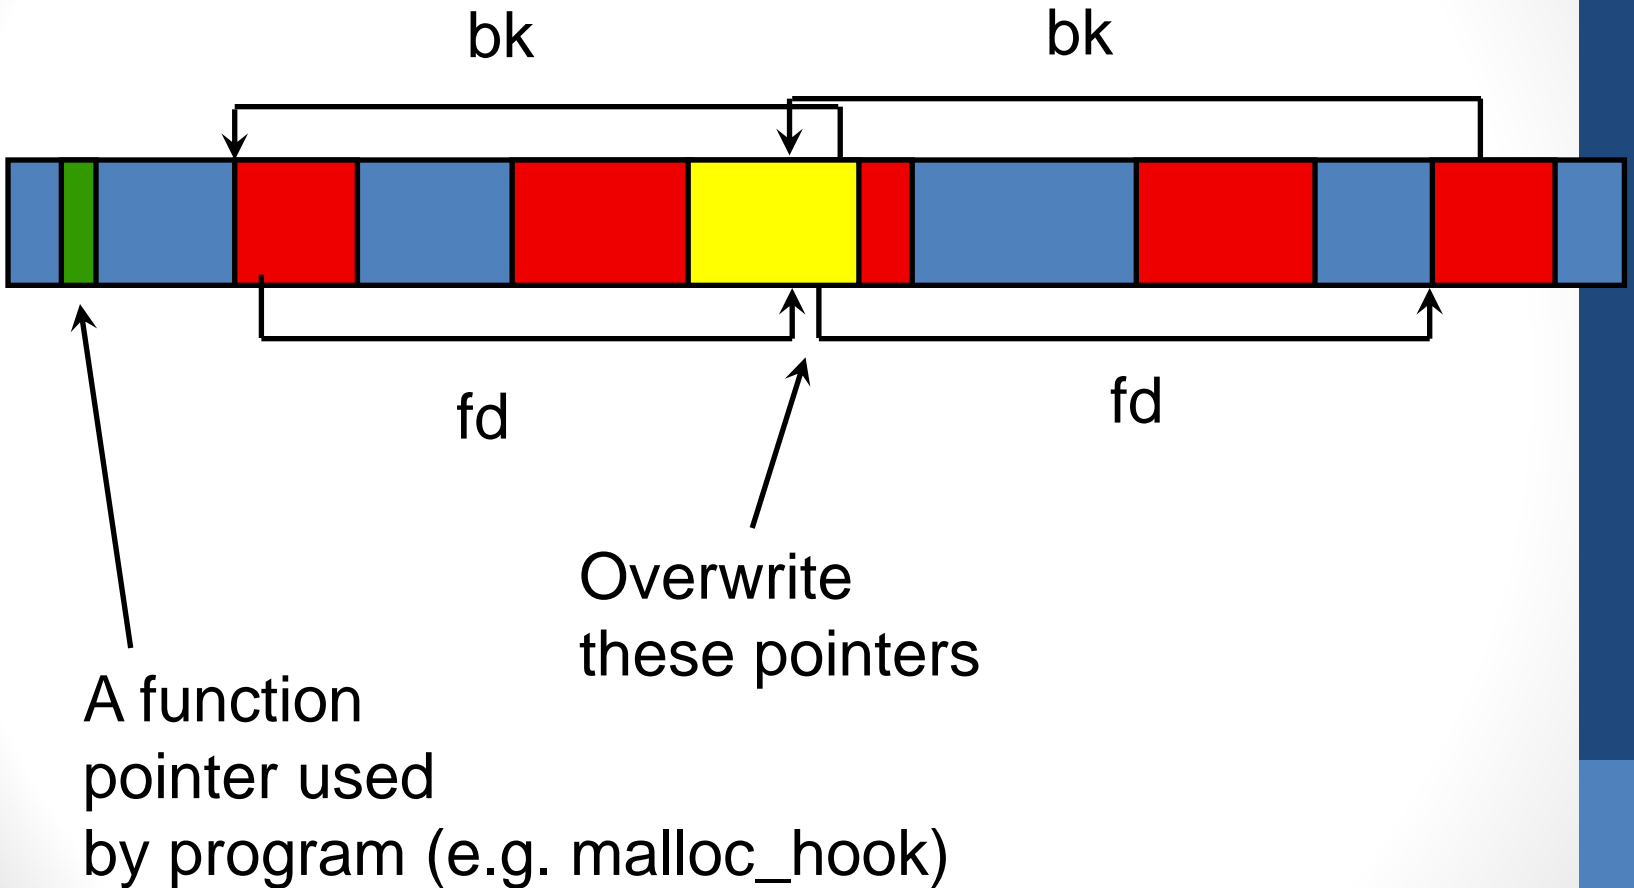 bk
bk
fd
fd
Overwrite
these pointers
A function
pointer used
by program (e.g. malloc_hook)